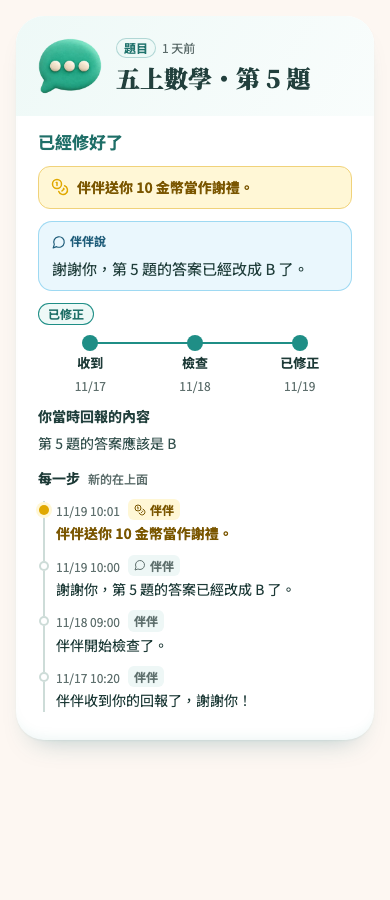 題目 1 天前
五上數學・第 5 題
已經修好了
伴伴送你 10 金幣當作謝禮。
伴伴說
謝謝你，第 5 題的答案已經改成 B 了。
已修正
收到 檢查 已修正
11/17 11/18 11/19
你當時回報的內容
第 5 題的答案應該是 B
每一步 新的在上面
11/19 10:01 伴伴
伴伴送你 10 金幣當作謝禮。
11/19 10:00 伴伴
謝謝你，第 5 題的答案已經改成 B 了。
11/18 09:00 伴伴
伴伴開始檢查了。
11/17 10:20 伴伴
伴伴收到你的回報了，謝謝你！